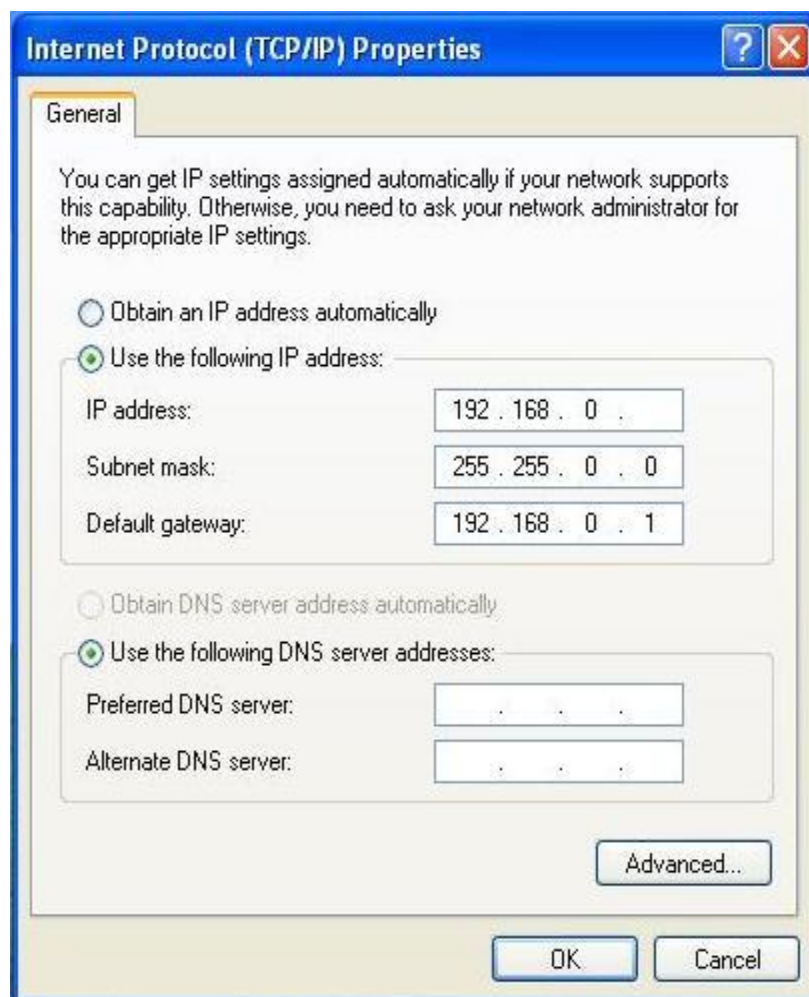 Internet Protocol (TCP/IP) Properties
?
X
General
You can get IP settings assigned automatically if your network supports
this capability. Otherwise, you need to ask your network administrator for
the appropriate IP settings.
Obtain an IP address automatically
Use the following IP address:
IP address: 192 . 168 . 0 .
Subnet mask: 255 . 255 . 0 . 0
Default gateway: 192 . 168 . 0 . 1
Obtain DNS server address automatically
Use the following DNS server addresses:
Preferred DNS server: . . .
Alternate DNS server: . . .
Advanced...
OK Cancel